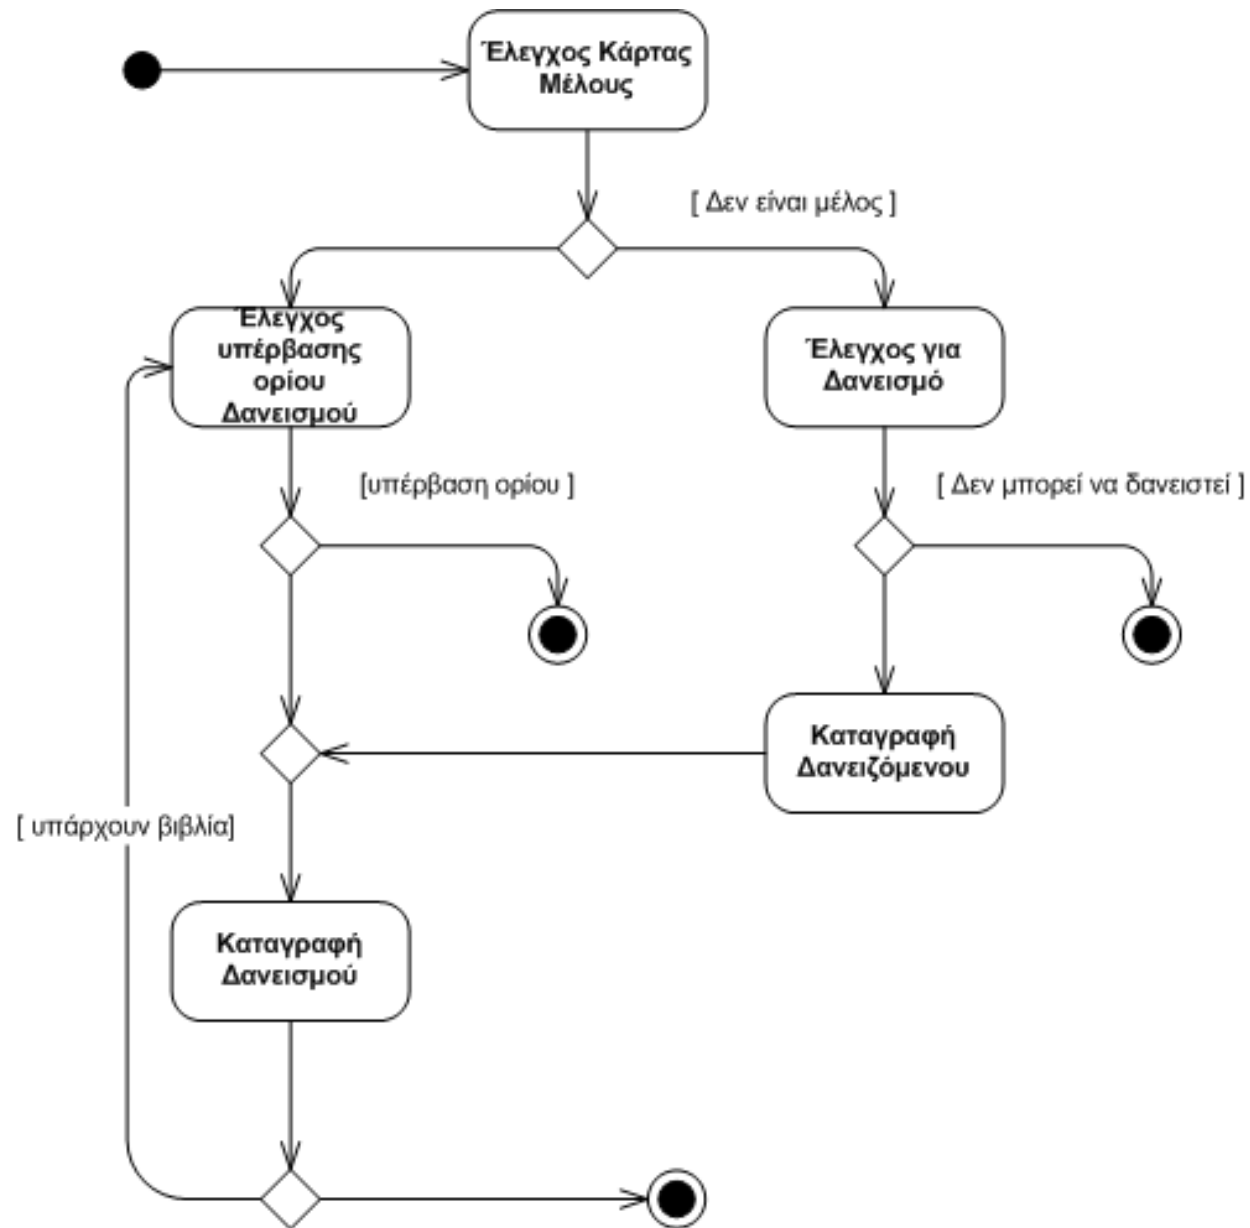 Έλεγχος Κάρτας
Μέλους
[ Δεν είναι μέλος ]
Έλεγχος
υπέρβασης
ορίου
Δανεισμού
Έλεγχος για
Δανεισμό
[υπέρβαση ορίου ]
[ Δεν μπορεί να δανειστεί ]
Καταγραφή
Δανειζόμενου
[ υπάρχουν βιβλία]
Καταγραφή
Δανεισμού